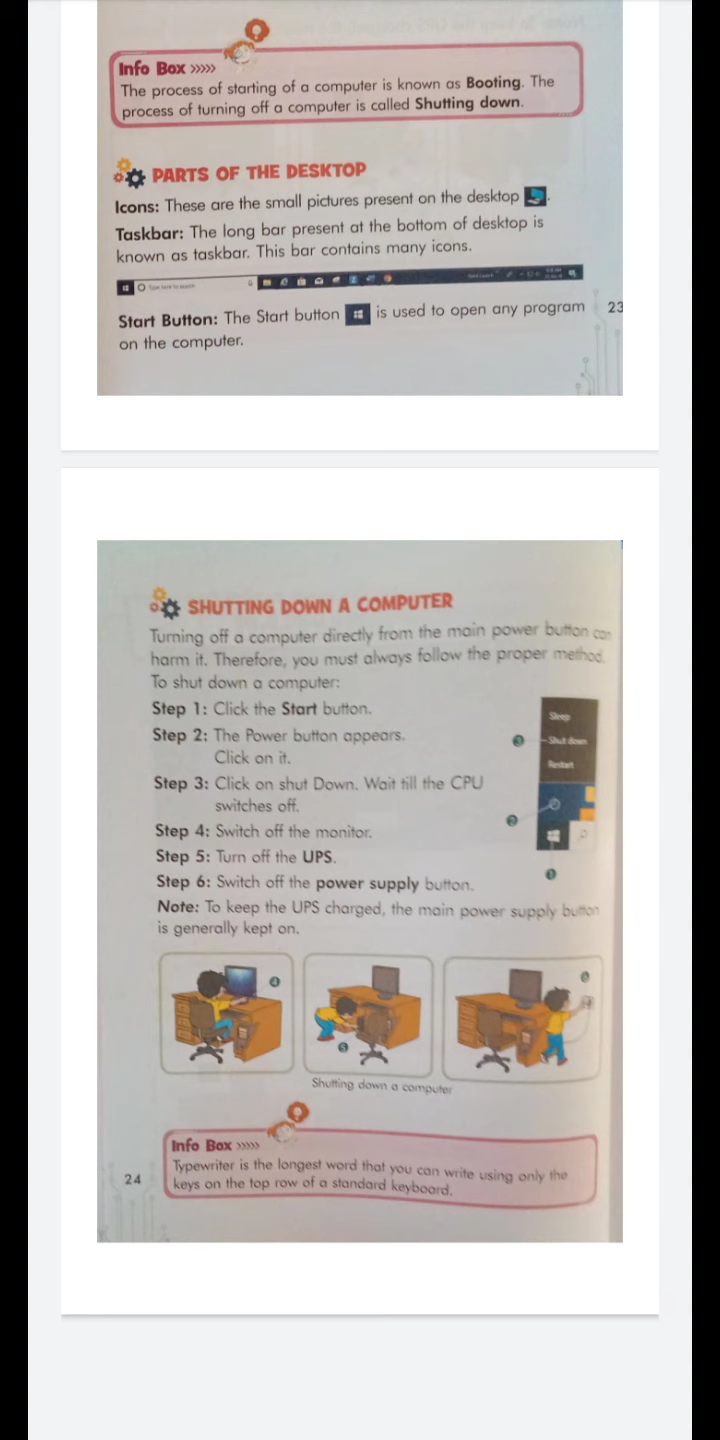 Info Box >>>>>
The process of starting of a computer is known as Booting. The
process of turning off a computer is called Shutting down.
PARTS OF THE DESKTOP
Icons: These are the small pictures present on the desktop .
Taskbar: The long bar present at the bottom of desktop is
known as taskbar. This bar contains many icons.
Type here to search
Start Button: The Start button is used to open any program
on the computer.
23
SHUTTING DOWN A COMPUTER
Turning off a computer directly from the main power button can
harm it. Therefore, you must always follow the proper method.
To shut down a computer:
Step 1: Click the Start button.
Step 2: The Power button appears.
Click on it.
Step 3: Click on shut Down. Wait till the CPU
switches off.
Step 4: Switch off the monitor.
Step 5: Turn off the UPS.
Step 6: Switch off the power supply button.
Note: To keep the UPS charged, the main power supply button
is generally kept on.
Sleep
3
Shut down
Restart
2
1
4
5
6
Shutting down a computer
Info Box >>>>>
Typewriter is the longest word that you can write using only the
keys on the top row of a standard keyboard.
24